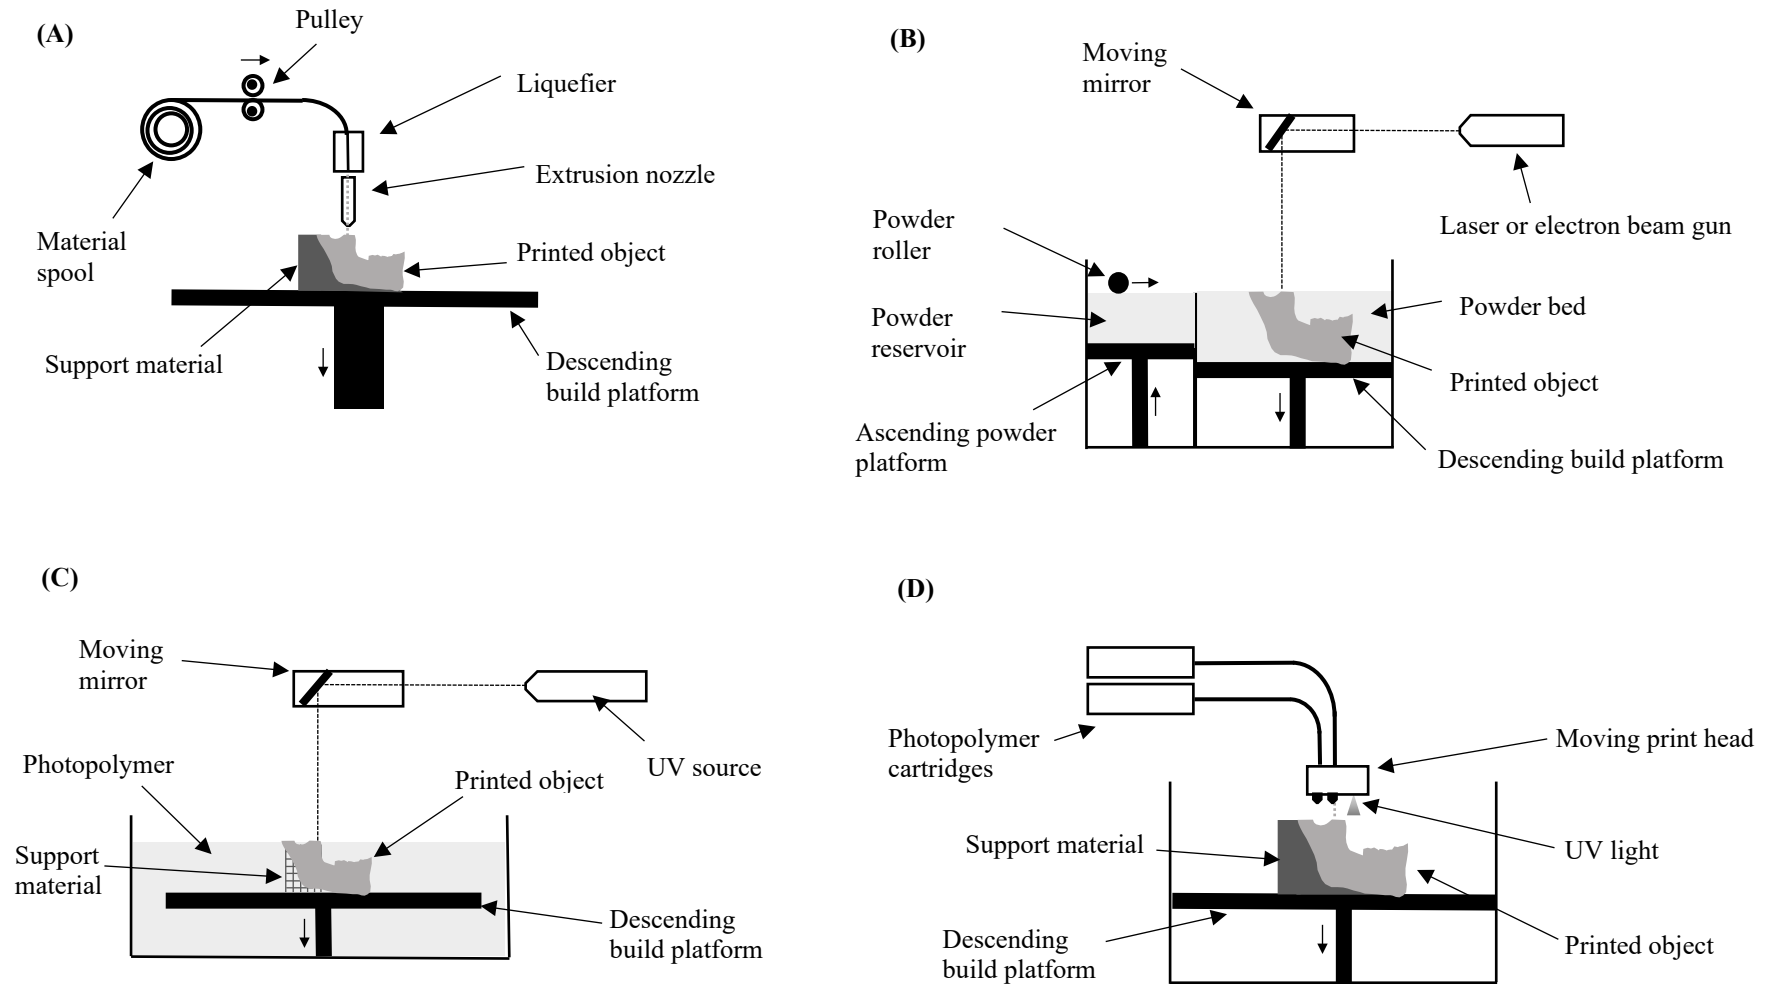 (A)
Pulley
Liquefier
Extrusion nozzle
Material
spool
Printed object
Support material
Descending
build platform
(B)
Moving
mirror
Laser or electron beam gun
Powder
roller
Powder
reservoir
Powder bed
Printed object
Ascending powder
platform
Descending build platform
(C)
Moving
mirror
UV source
Photopolymer
Printed object
Support
material
Descending
build platform
(D)
Photopolymer
cartridges
Moving print head
Support material
UV light
Descending
build platform
Printed object